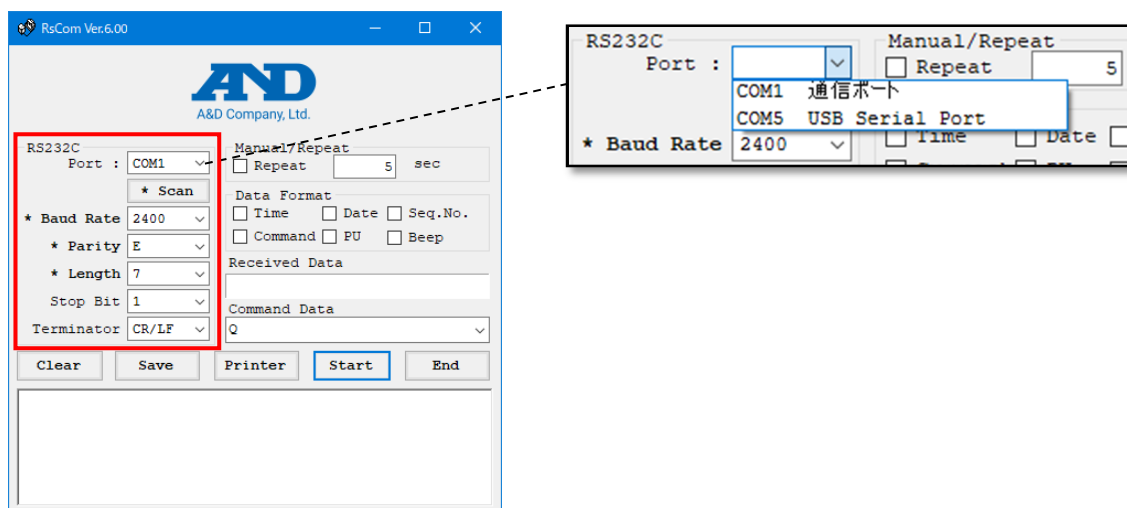 RsCom Ver.6.00
AND
A&D Company, Ltd.
RS232C
Port : COM1
* Scan
* Baud Rate 2400
* Parity E
* Length 7
Stop Bit 1
Terminator CR/LF
Manual/Repeat
Repeat 5 sec
Data Format
Time Date Seq.No.
Command PU Beep
Received Data
Command Data
Q
Clear Save Printer Start End
RS232C
Port :
COM1 通信ポート
COM5 USB Serial Port
* Baud Rate 2400
Manual/Repeat
Repeat 5
Time Date